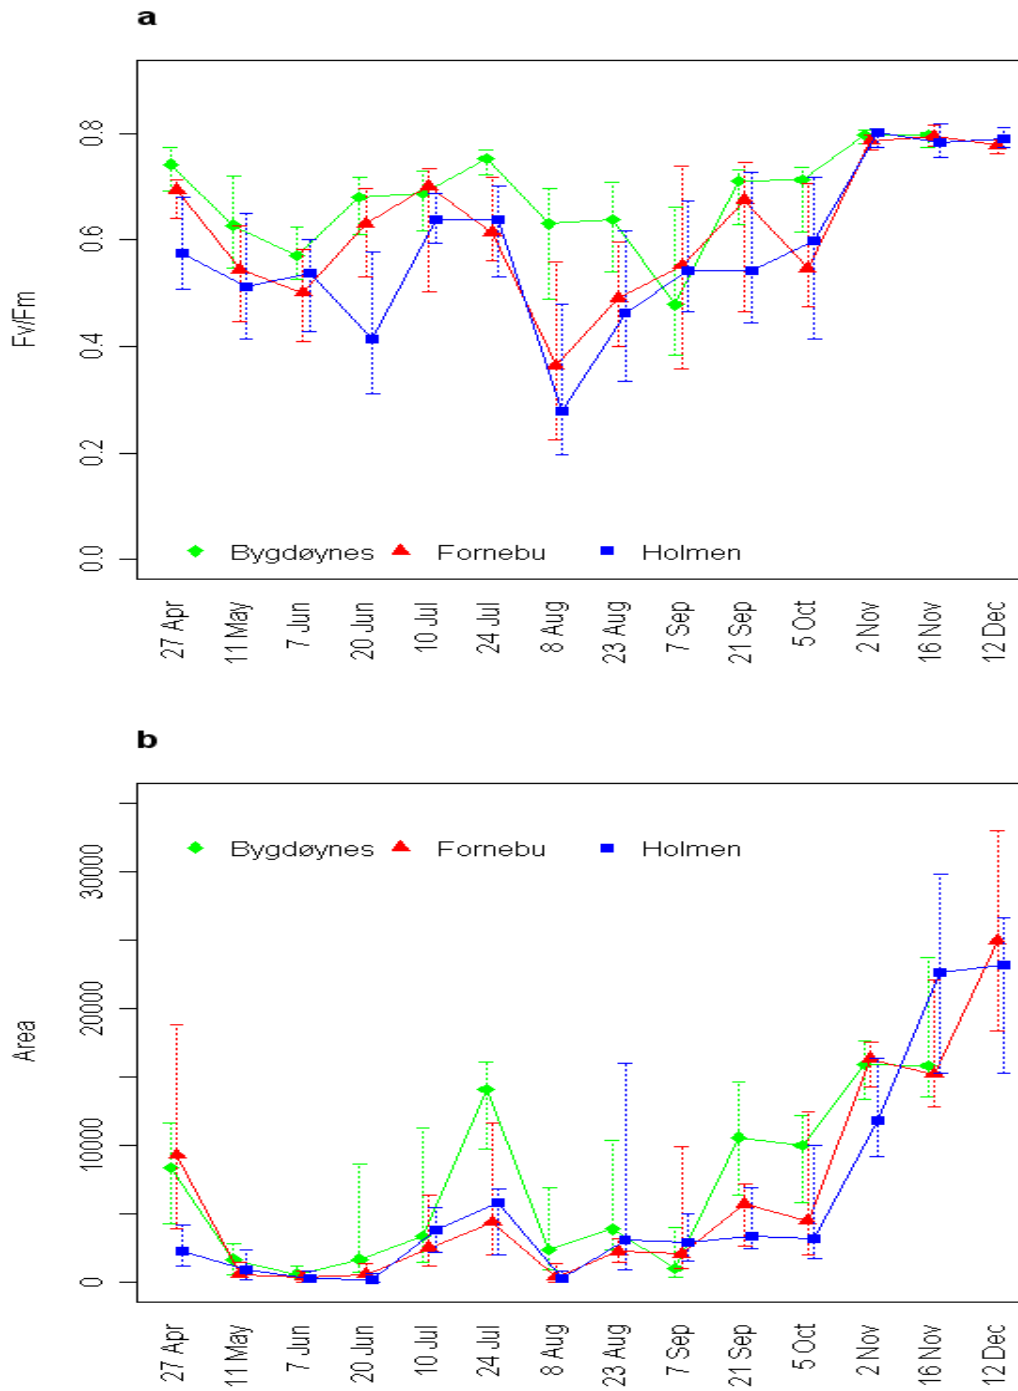 a
0.8
0.6
0.4
0.2
0.0
Fv/Fm
Bygdøynes Fornebu Holmen
27 Apr 11 May 7 Jun 20 Jun 10 Jul 24 Jul 8 Aug 23 Aug 7 Sep 21 Sep 5 Oct 2 Nov 16 Nov 12 Dec
b
Bygdøynes Fornebu Holmen
30000
20000
10000
0
Area
27 Apr 11 May 7 Jun 20 Jun 10 Jul 24 Jul 8 Aug 23 Aug 7 Sep 21 Sep 5 Oct 2 Nov 16 Nov 12 Dec